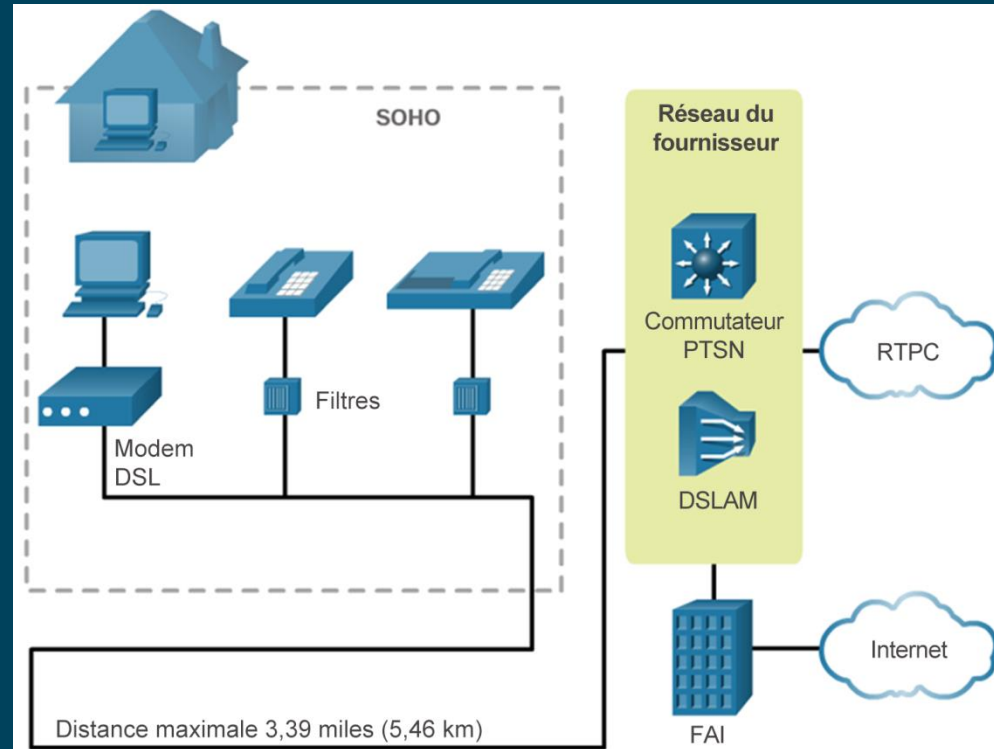 SOHO
Réseau du
fournisseur
Commutateur
PTSN
RTPC
Filtres
Modem
DSL
DSLAM
Internet
FAI
Distance maximale 3,39 miles (5,46 km)